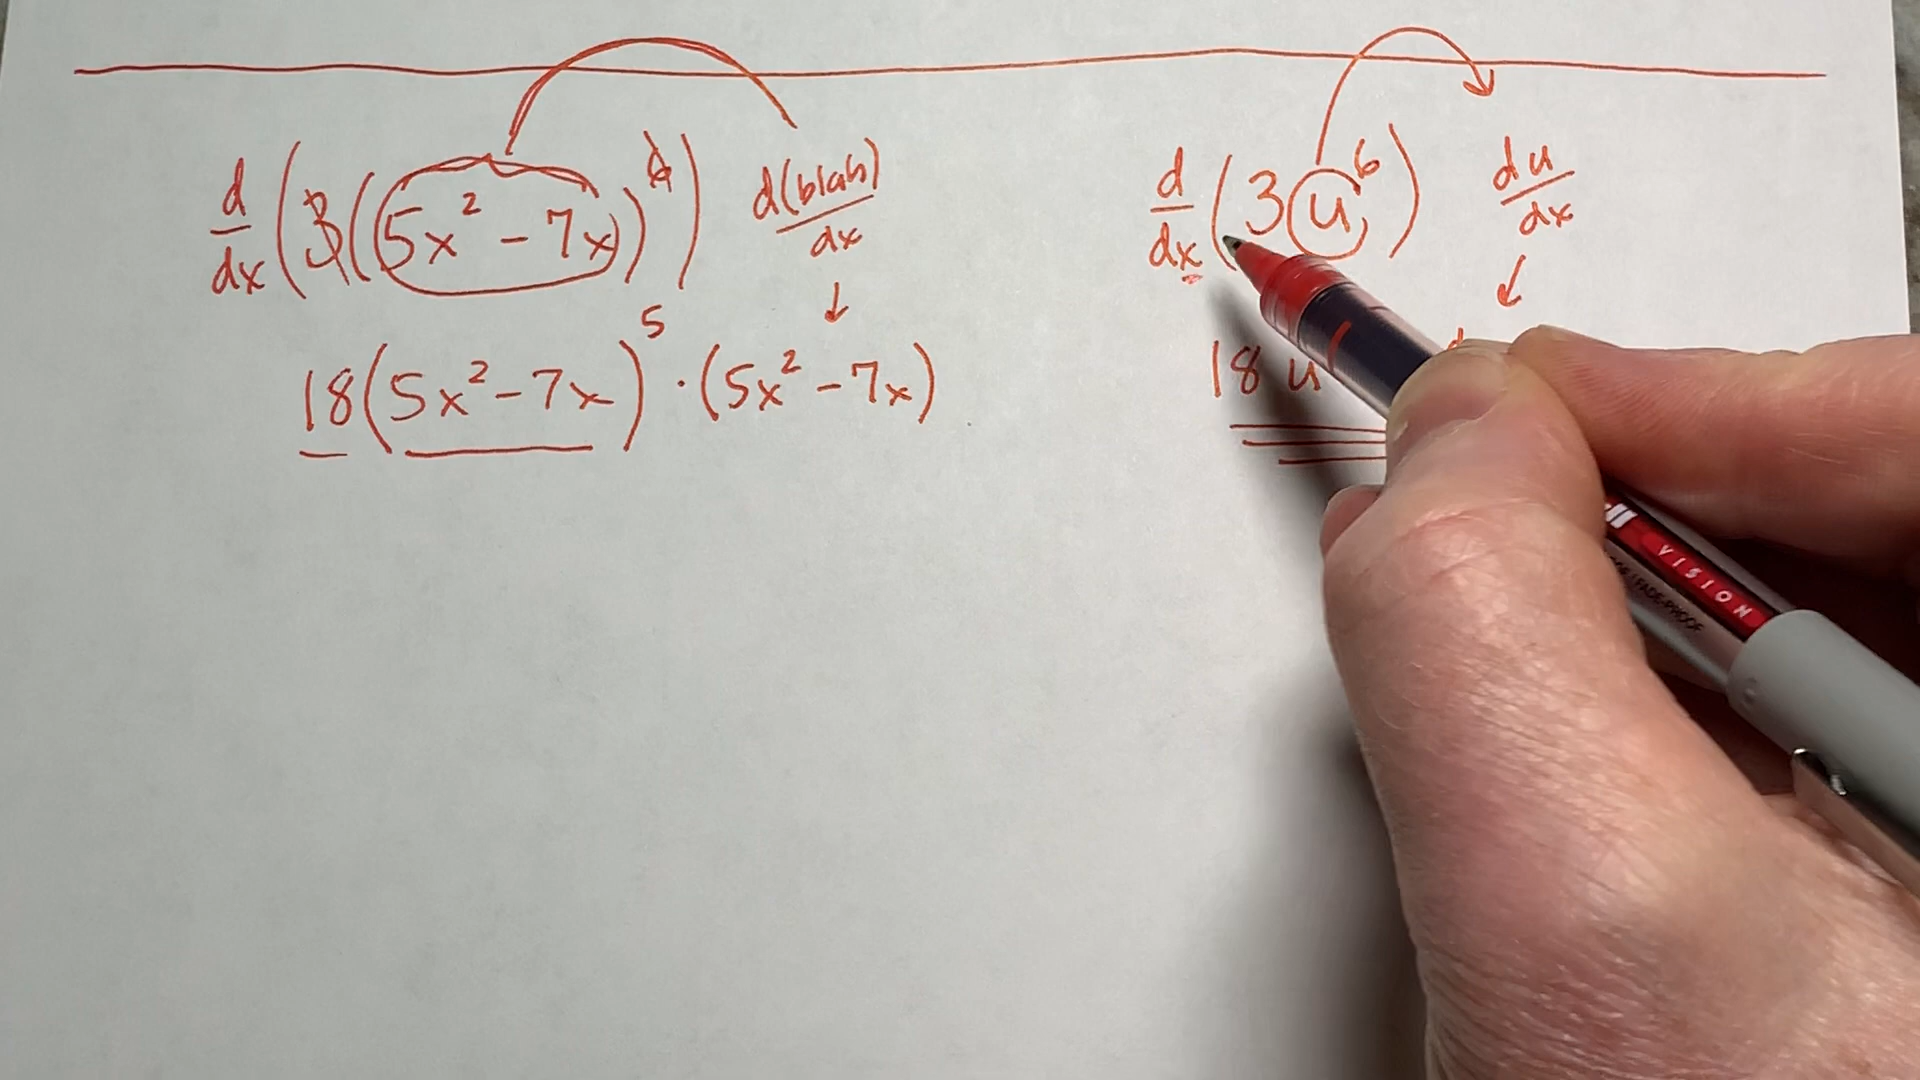 d/dx (3((5x² - 7x))⁶) d(blah)/dx
↓
18(5x² - 7x)⁵ · (5x² - 7x)
d/dx (3u⁶) du/dx
↓
18 u
VISION